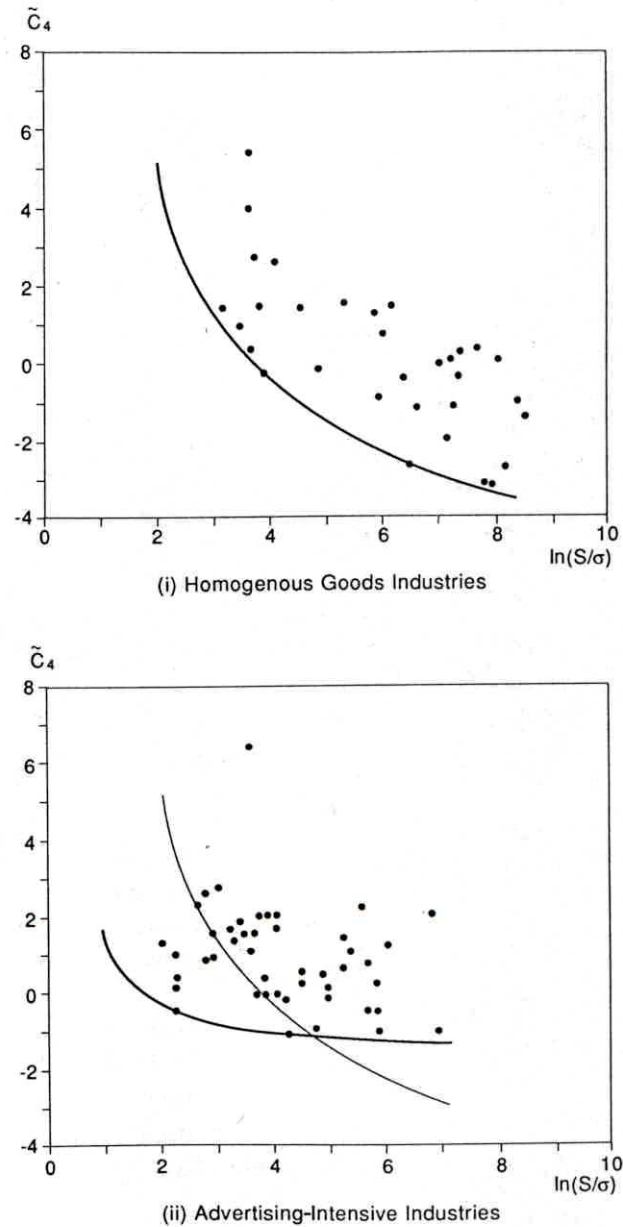 C̃₄
8
6
4
2
0
-2
-4
0 2 4 6 8 10
ln(S/σ)
(i) Homogenous Goods Industries
C̃₄
8
6
4
2
0
-2
-4
0 2 4 6 8 10
ln(S/σ)
(ii) Advertising-Intensive Industries